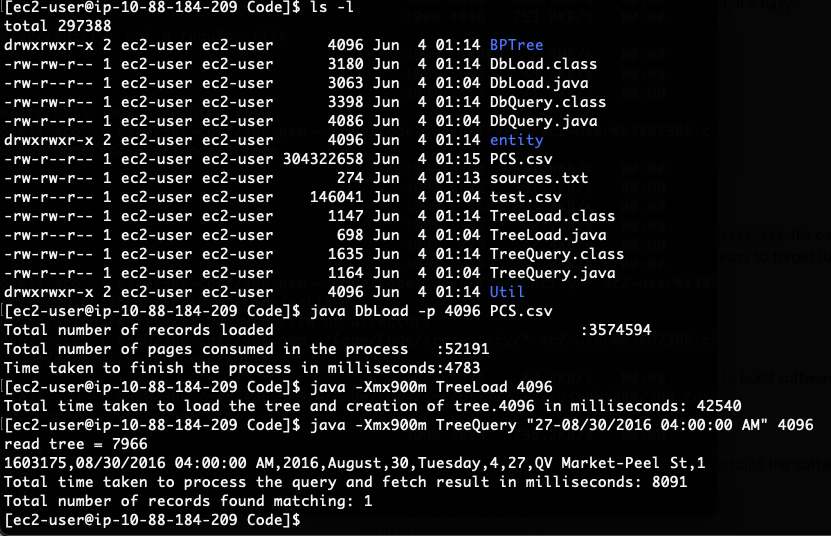 [ec2-user@ip-10-88-184-209 Code]$ ls -l
total 297388
drwxrwxr-x 2 ec2-user ec2-user      4096 Jun  4 01:14 BPTree
-rw-rw-r-- 1 ec2-user ec2-user      3180 Jun  4 01:14 DbLoad.class
-rw-r--r-- 1 ec2-user ec2-user      3063 Jun  4 01:04 DbLoad.java
-rw-rw-r-- 1 ec2-user ec2-user      3398 Jun  4 01:14 DbQuery.class
-rw-r--r-- 1 ec2-user ec2-user      4086 Jun  4 01:04 DbQuery.java
drwxrwxr-x 2 ec2-user ec2-user      4096 Jun  4 01:14 entity
-rw-r--r-- 1 ec2-user ec2-user 304322658 Jun  4 01:15 PCS.csv
-rw-rw-r-- 1 ec2-user ec2-user       274 Jun  4 01:13 sources.txt
-rw-r--r-- 1 ec2-user ec2-user    146041 Jun  4 01:04 test.csv
-rw-rw-r-- 1 ec2-user ec2-user      1147 Jun  4 01:14 TreeLoad.class
-rw-r--r-- 1 ec2-user ec2-user       698 Jun  4 01:04 TreeLoad.java
-rw-rw-r-- 1 ec2-user ec2-user      1635 Jun  4 01:14 TreeQuery.class
-rw-r--r-- 1 ec2-user ec2-user      1164 Jun  4 01:04 TreeQuery.java
drwxrwxr-x 2 ec2-user ec2-user      4096 Jun  4 01:14 Util
[ec2-user@ip-10-88-184-209 Code]$ java DbLoad -p 4096 PCS.csv
Total number of records loaded                                  :3574594
Total number of pages consumed in the process   :52191
Time taken to finish the process in milliseconds:4783
[ec2-user@ip-10-88-184-209 Code]$ java -Xmx900m TreeLoad 4096
Total time taken to load the tree and creation of tree.4096 in milliseconds: 42540
[ec2-user@ip-10-88-184-209 Code]$ java -Xmx900m TreeQuery "27-08/30/2016 04:00:00 AM" 4096
read tree = 7966
1603175,08/30/2016 04:00:00 AM,2016,August,30,Tuesday,4,27,QV Market-Peel St,1
Total time taken to process the query and fetch result in milliseconds: 8091
Total number of records found matching: 1
[ec2-user@ip-10-88-184-209 Code]$